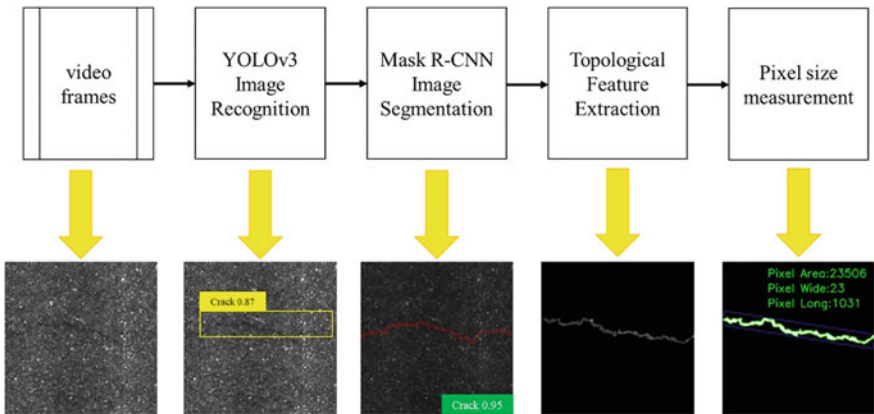 video
frames
YOLOv3
Image
Recognition
Mask R-CNN
Image
Segmentation
Topological
Feature
Extraction
Pixel size
measurement
Crack 0.87
Crack 0.95
Pixel Area:23506
Pixel Wide:23
Pixel Long:1031